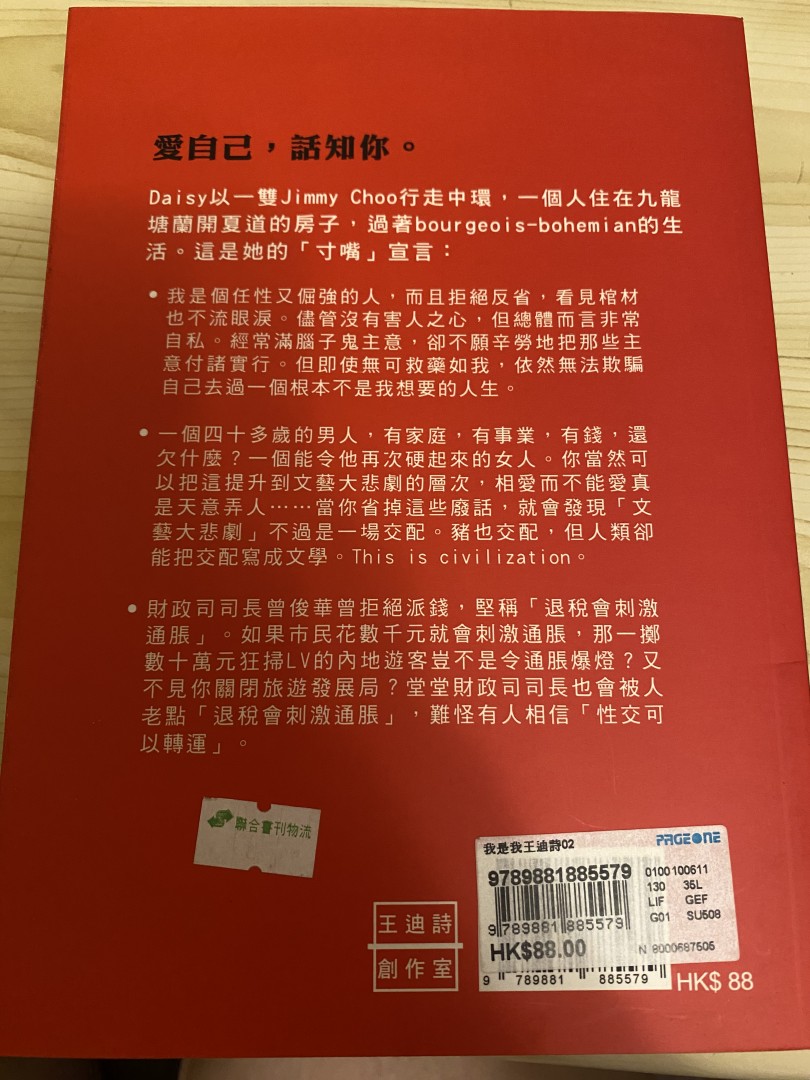 愛自己,話知你。
Daisy以一雙Jimmy Choo行走中環,一個人住在九龍
塘蘭開夏道的房子,過著bourgeois-bohemian的生
活。這是她的「寸嘴」宣言:
• 我是個任性又倔強的人,而且拒絕反省,看見棺材
也不流眼淚。儘管沒有害人之心,但總體而言非常
自私。經常滿腦子鬼主意,卻不願辛勞地把那些主
意付諸實行。但即使無可救藥如我,依然無法欺騙
自己去過一個根本不是我想要的人生。
• 一個四十多歲的男人,有家庭,有事業,有錢,還
欠什麼?一個能令他再次硬起來的女人。你當然可
以把這提升到文藝大悲劇的層次,相愛而不能愛真
是天意弄人……當你省掉這些廢話,就會發現「文
藝大悲劇」不過是一場交配。豬也交配,但人類卻
能把交配寫成文學。This is civilization。
• 財政司司長曾俊華曾拒絕派錢,堅稱「退稅會刺激
通脹」。如果市民花數千元就會刺激通脹,那一擲
數十萬元狂掃LV的內地遊客豈不是令通脹爆燈?又
不見你關閉旅遊發展局?堂堂財政司司長也會被人
老點「退稅會刺激通脹」,難怪有人相信「性交可
以轉運」。
聯合書刊物流
王迪詩
創作室
我是我王迪詩02
PAGEONE
9789881885579
0100100611
130 35L
LIF GEF
G01 SU508
9 789881 885579
HK$88.00
N 8000687505
9 789881 885579
HK$ 88